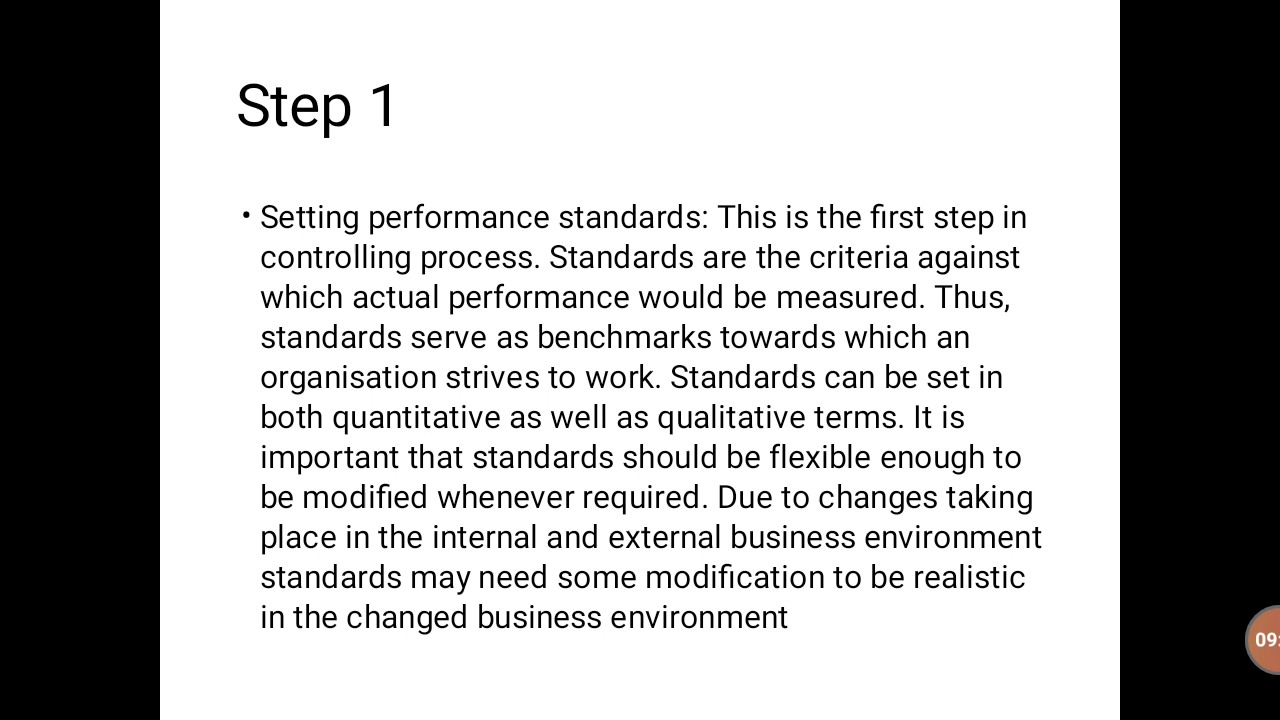 Step 1
• Setting performance standards: This is the first step in
controlling process. Standards are the criteria against
which actual performance would be measured. Thus,
standards serve as benchmarks towards which an
organisation strives to work. Standards can be set in
both quantitative as well as qualitative terms. It is
important that standards should be flexible enough to
be modified whenever required. Due to changes taking
place in the internal and external business environment
standards may need some modification to be realistic
in the changed business environment
09: